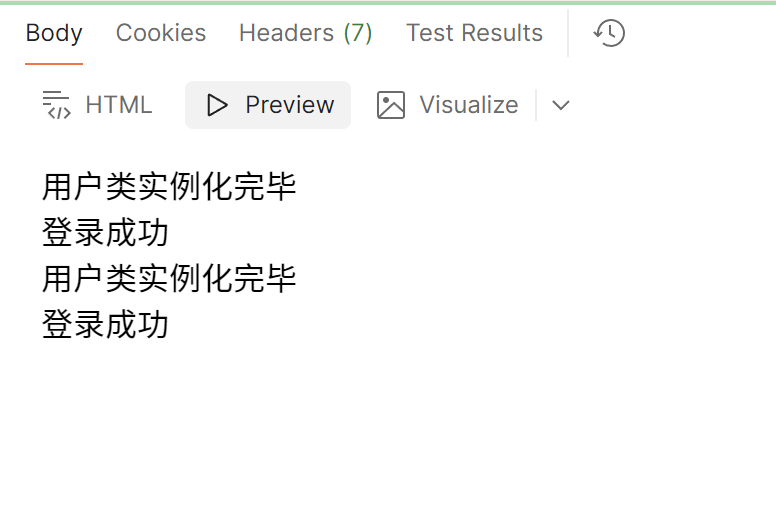 Body Cookies Headers (7) Test Results
HTML Preview Visualize
用户类实例化完毕
登录成功
用户类实例化完毕
登录成功